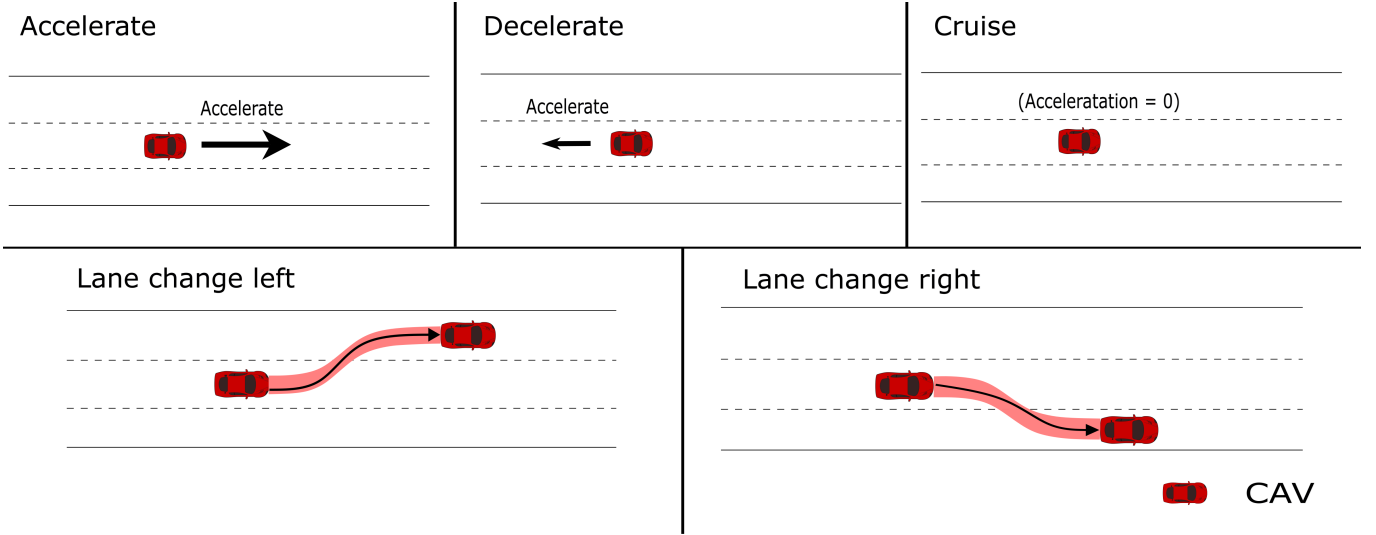 Accelerate
Accelerate
Decelerate
Accelerate
Cruise
(Acceleratation = 0)
Lane change left
Lane change right
CAV